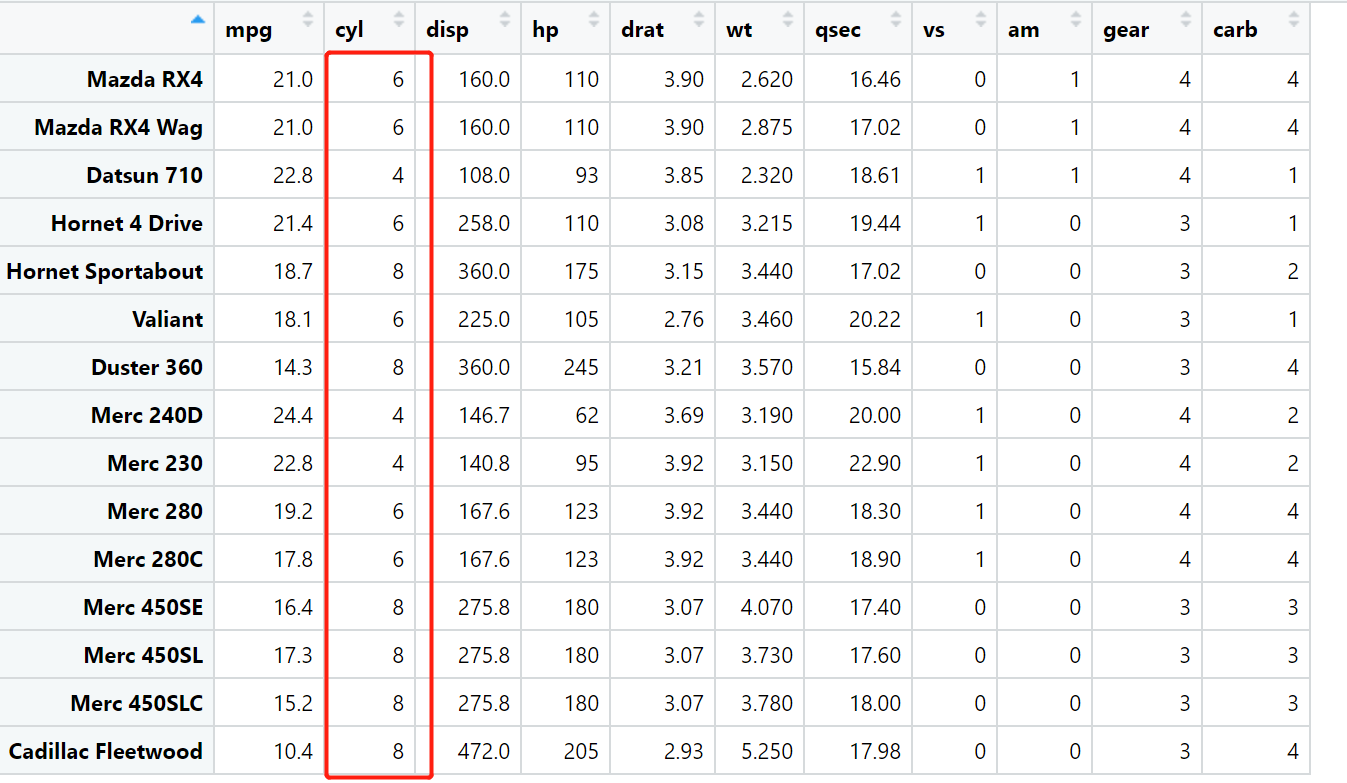 mpg cyl disp hp drat wt qsec vs am gear carb
Mazda RX4 21.0 6 160.0 110 3.90 2.620 16.46 0 1 4 4
Mazda RX4 Wag 21.0 6 160.0 110 3.90 2.875 17.02 0 1 4 4
Datsun 710 22.8 4 108.0 93 3.85 2.320 18.61 1 1 4 1
Hornet 4 Drive 21.4 6 258.0 110 3.08 3.215 19.44 1 0 3 1
Hornet Sportabout 18.7 8 360.0 175 3.15 3.440 17.02 0 0 3 2
Valiant 18.1 6 225.0 105 2.76 3.460 20.22 1 0 3 1
Duster 360 14.3 8 360.0 245 3.21 3.570 15.84 0 0 3 4
Merc 240D 24.4 4 146.7 62 3.69 3.190 20.00 1 0 4 2
Merc 230 22.8 4 140.8 95 3.92 3.150 22.90 1 0 4 2
Merc 280 19.2 6 167.6 123 3.92 3.440 18.30 1 0 4 4
Merc 280C 17.8 6 167.6 123 3.92 3.440 18.90 1 0 4 4
Merc 450SE 16.4 8 275.8 180 3.07 4.070 17.40 0 0 3 3
Merc 450SL 17.3 8 275.8 180 3.07 3.730 17.60 0 0 3 3
Merc 450SLC 15.2 8 275.8 180 3.07 3.780 18.00 0 0 3 3
Cadillac Fleetwood 10.4 8 472.0 205 2.93 5.250 17.98 0 0 3 4